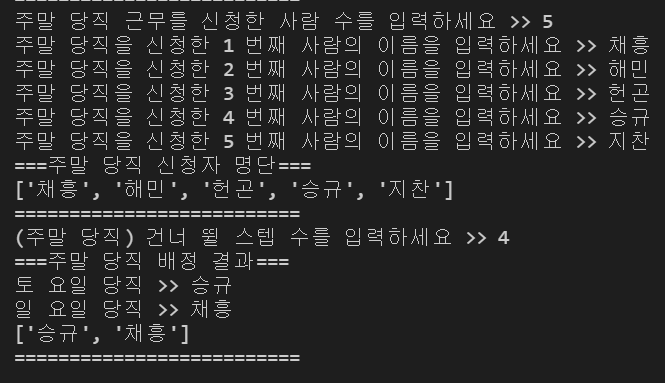 주말 당직 근무를 신청한 사람 수를 입력하세요 >> 5
주말 당직을 신청한 1 번째 사람의 이름을 입력하세요 >> 채흥
주말 당직을 신청한 2 번째 사람의 이름을 입력하세요 >> 해민
주말 당직을 신청한 3 번째 사람의 이름을 입력하세요 >> 헌곤
주말 당직을 신청한 4 번째 사람의 이름을 입력하세요 >> 승규
주말 당직을 신청한 5 번째 사람의 이름을 입력하세요 >> 지찬
===주말 당직 신청자 명단===
['채흥', '해민', '헌곤', '승규', '지찬']
==========================
(주말 당직) 건너 뛸 스텝 수를 입력하세요 >> 4
===주말 당직 배정 결과===
토 요일 당직 >> 승규
일 요일 당직 >> 채흥
['승규', '채흥']
==========================